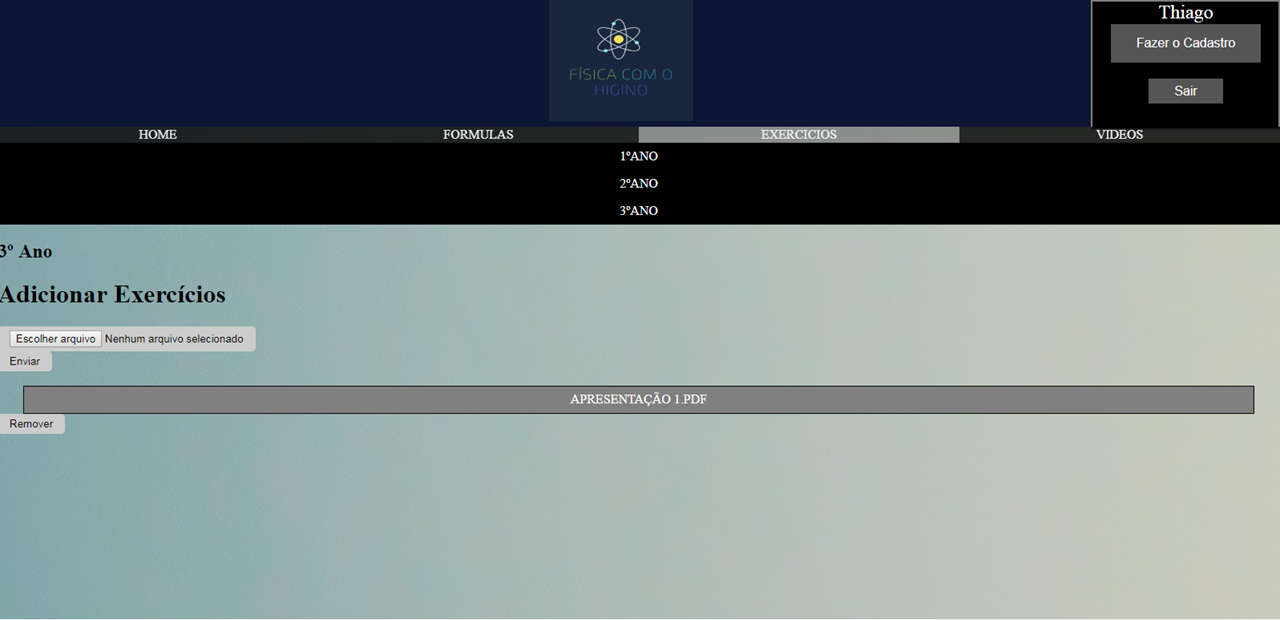 FÍSICA COM O
HIGINO
Thiago
Fazer o Cadastro
Sair
HOME
FORMULAS
EXERCICIOS
VIDEOS
1ºANO
2ºANO
3ºANO
3º Ano
Adicionar Exercícios
Escolher arquivo Nenhum arquivo selecionado
Enviar
APRESENTAÇÃO 1.PDF
Remover